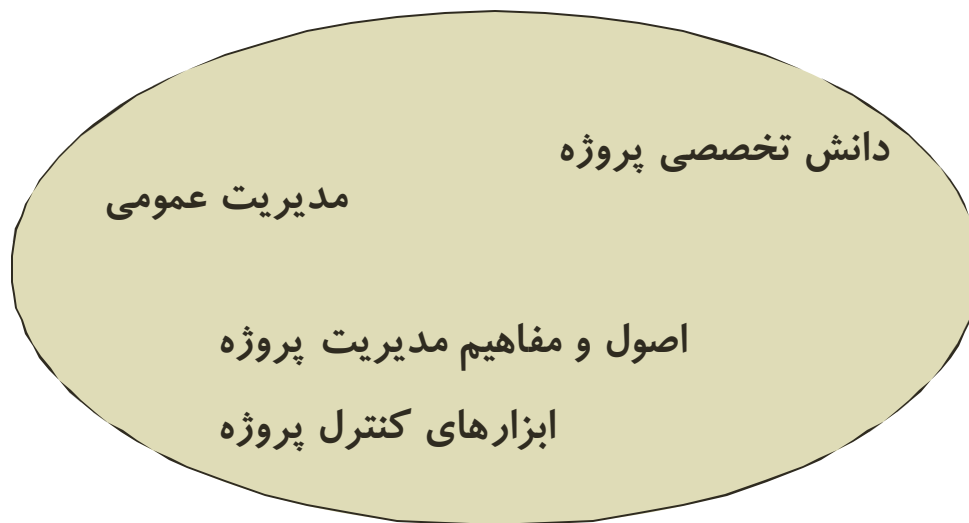 دانش تخصصی پروژه
مدیریت عمومی
اصول و مفاهیم مدیریت پروژه
ابزارهای کنترل پروژه